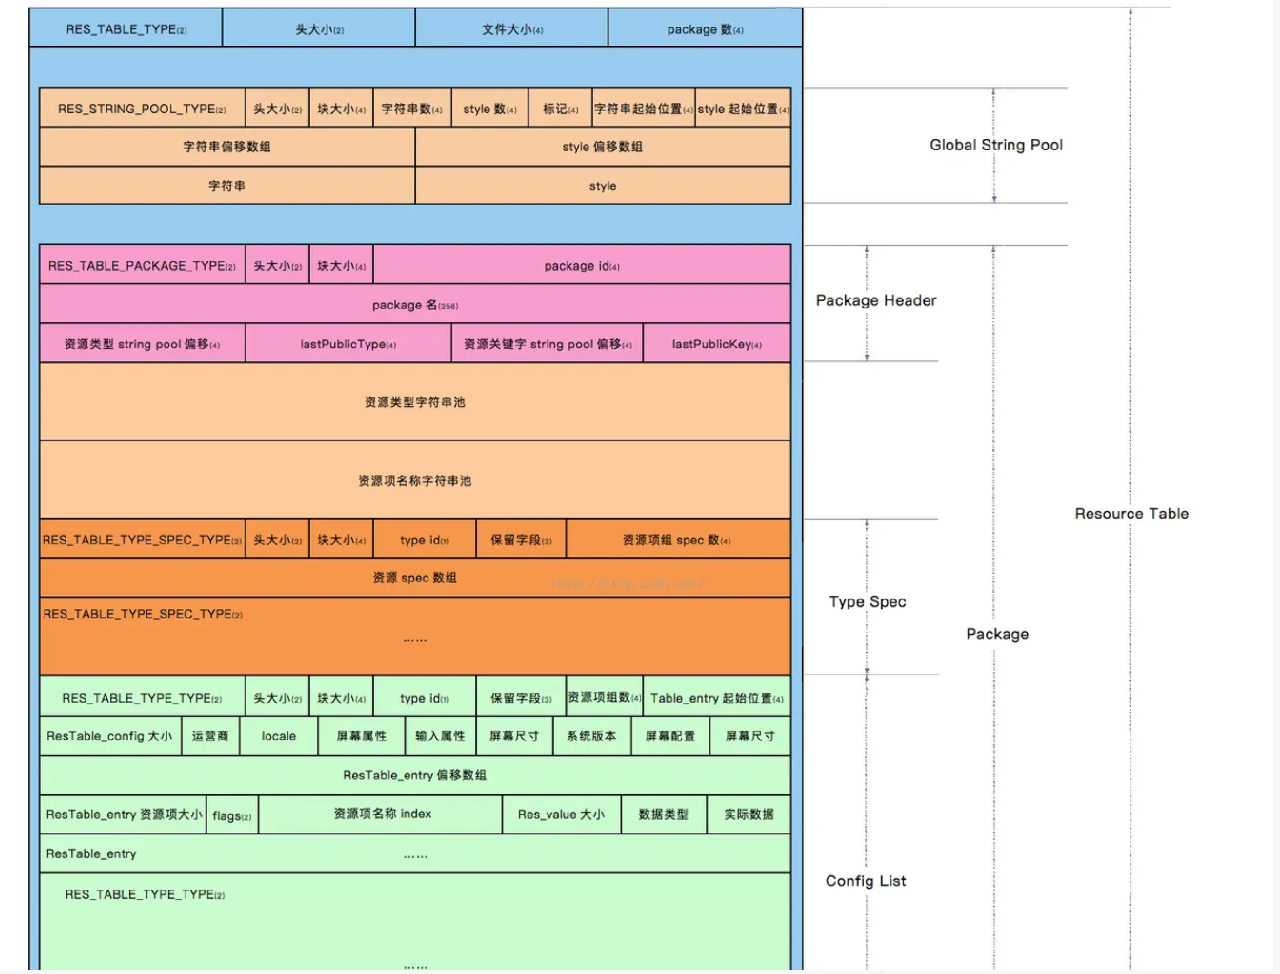 RES_TABLE_TYPE(2) 头大小(2) 文件大小(4) package 数(4)
RES_STRING_POOL_TYPE(2) 头大小(2) 块大小(4) 字符串数(4) style 数(4) 标记(4) 字符串起始位置(4) style 起始位置(4)
字符串偏移数组 style 偏移数组
Global String Pool
字符串 style
RES_TABLE_PACKAGE_TYPE(2) 头大小(2) 块大小(4) package id(4)
package 名(256)
Package Header
资源类型 string pool 偏移(4) lastPublicType(4) 资源关键字 string pool 偏移(4) lastPublicKey(4)
资源类型字符串池
资源项名称字符串池
Resource Table
RES_TABLE_TYPE_SPEC_TYPE(2) 头大小(2) 块大小(4) type id(1) 保留字段(3) 资源项组 spec 数(4)
资源 spec 数组
Type Spec
RES_TABLE_TYPE_SPEC_TYPE(2)
……
Package
RES_TABLE_TYPE_TYPE(2) 头大小(2) 块大小(4) type id(1) 保留字段(3) 资源项组数(4) Table_entry 起始位置(4)
ResTable_config 大小 运营商 locale 屏幕属性 输入属性 屏幕尺寸 系统版本 屏幕配置 屏幕尺寸
ResTable_entry 偏移数组
ResTable_entry 资源项大小 flags(2) 资源项名称 index Res_value 大小 数据类型 实际数据
ResTable_entry ……
Config List
RES_TABLE_TYPE_TYPE(2)
……